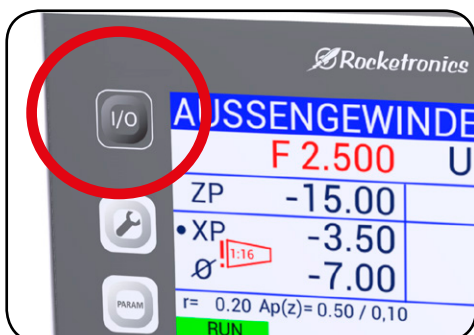 Rocketronics
I/O
AUSSENGEWINDE
F 2.500 U
ZP -15.00
• XP -3.50
! 1:16
Ø -7.00
PARAM
r= 0.20 Ap(z)= 0.50 / 0,10
RUN